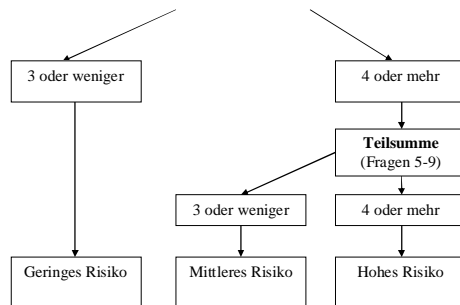 3 oder weniger
4 oder mehr
Teilsumme
(Fragen 5-9)
3 oder weniger
4 oder mehr
Geringes Risiko
Mittleres Risiko
Hohes Risiko